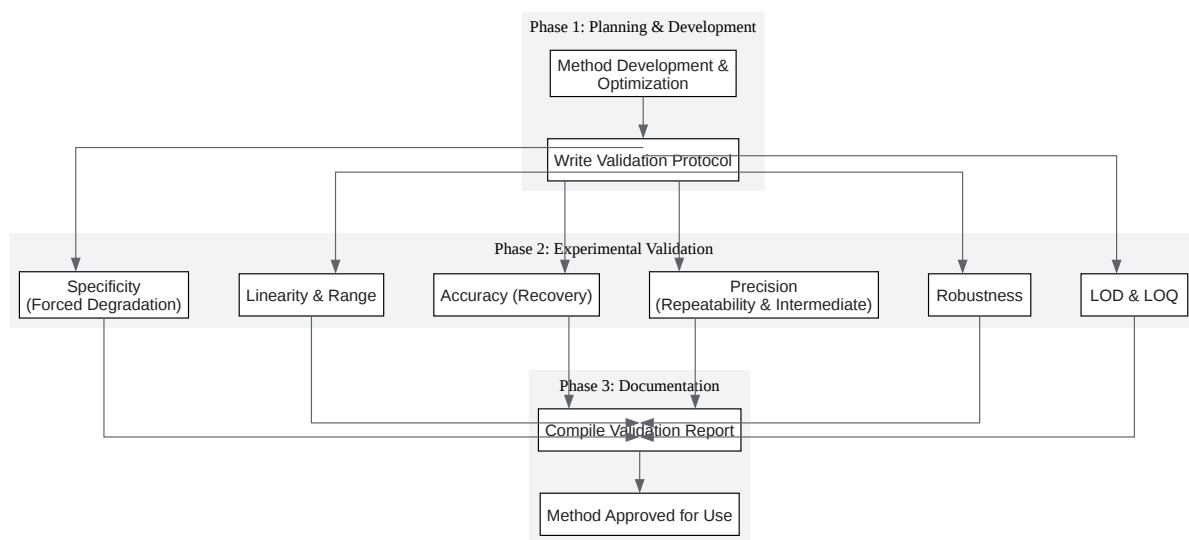 Phase 1: Planning & Development
Method Development &
Optimization
Write Validation Protocol
Phase 2: Experimental Validation
Specificity
(Forced Degradation)
Linearity & Range
Accuracy (Recovery)
Precision
(Repeatability & Intermediate)
Robustness
LOD & LOQ
Phase 3: Documentation
Compile Validation Report
Method Approved for Use